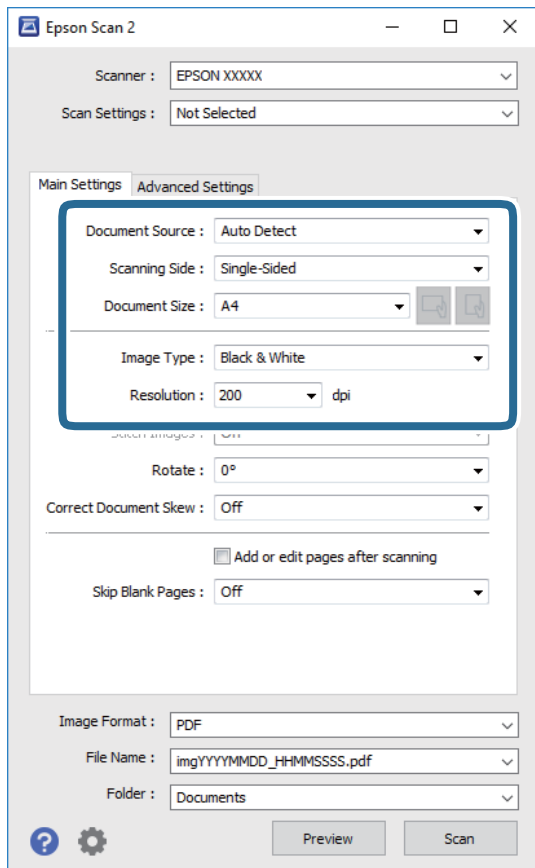 Epson Scan 2
Scanner : EPSON XXXXX
Scan Settings : Not Selected
Main Settings Advanced Settings
Document Source : Auto Detect
Scanning Side : Single-Sided
Document Size : A4
Image Type : Black & White
Resolution : 200 dpi
Stitch Images : Off
Rotate : 0°
Correct Document Skew : Off
Add or edit pages after scanning
Skip Blank Pages : Off
Image Format : PDF
File Name : imgYYYYMMDD_HHMMSSSS.pdf
Folder : Documents
? Preview Scan